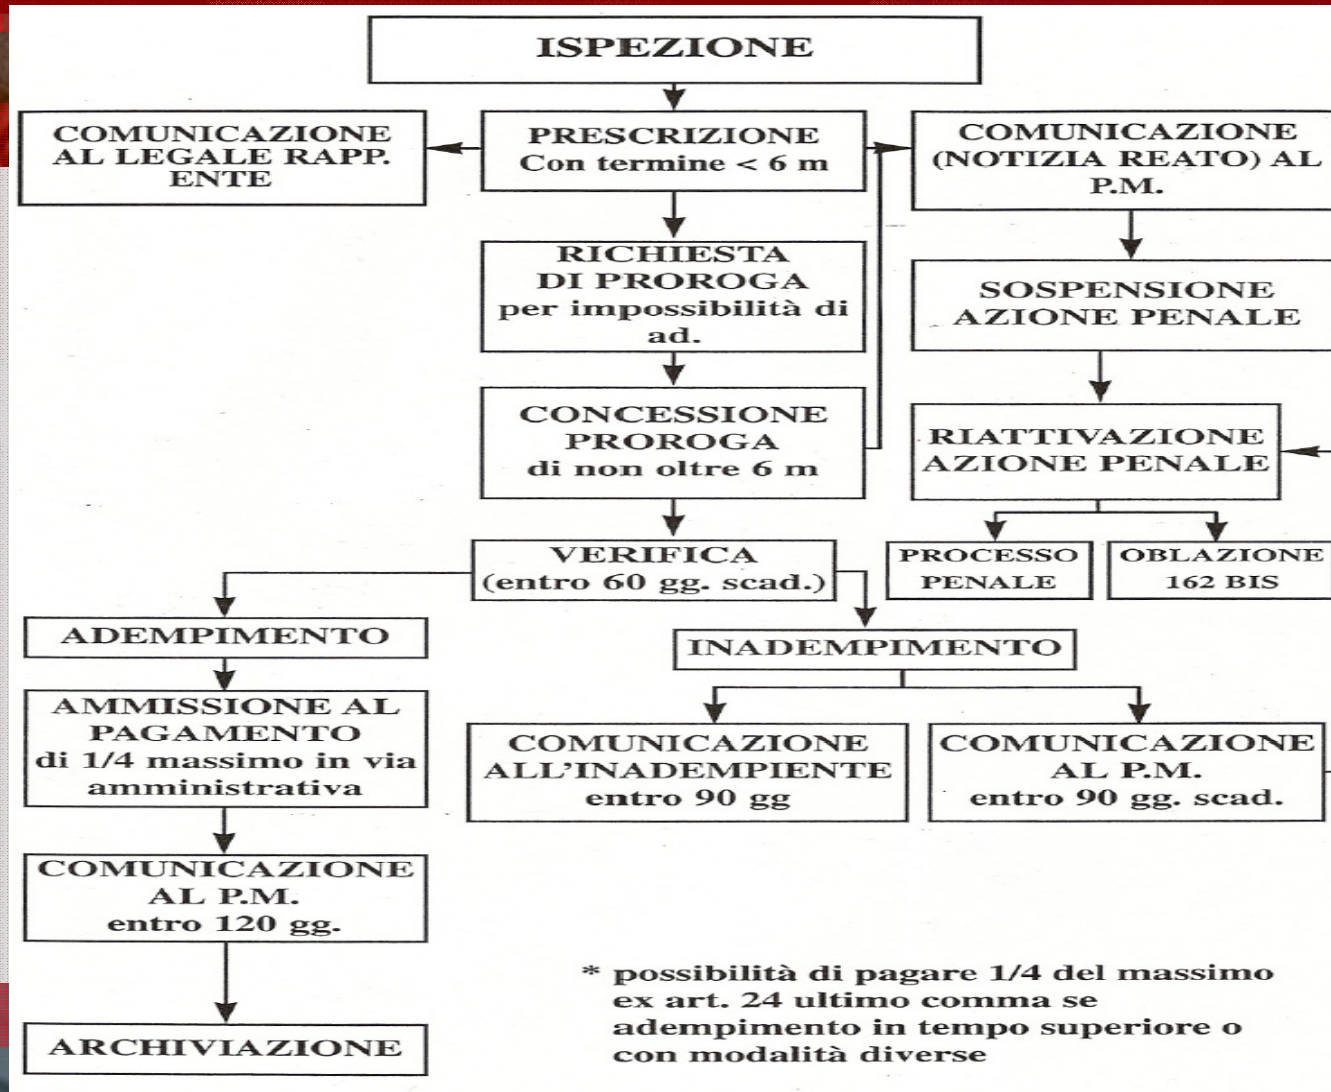 ISPEZIONE
COMUNICAZIONE
AL LEGALE RAPP.
ENTE
PRESCRIZIONE
Con termine < 6 m
COMUNICAZIONE
(NOTIZIA REATO) AL
P.M.
RICHIESTA
DI PROROGA
per impossibilità di
ad.
SOSPENSIONE
AZIONE PENALE
CONCESSIONE
PROROGA
di non oltre 6 m
RIATTIVAZIONE
AZIONE PENALE
VERIFICA
(entro 60 gg. scad.)
PROCESSO
PENALE
OBLAZIONE
162 BIS
ADEMPIMENTO
INADEMPIMENTO
AMMISSIONE AL
PAGAMENTO
di 1/4 massimo in via
amministrativa
COMUNICAZIONE
ALL'INADEMPIENTE
entro 90 gg
COMUNICAZIONE
AL P.M.
entro 90 gg. scad.
COMUNICAZIONE
AL P.M.
entro 120 gg.
ARCHIVIAZIONE
* possibilità di pagare 1/4 del massimo
ex art. 24 ultimo comma se
adempimento in tempo superiore o
con modalità diverse